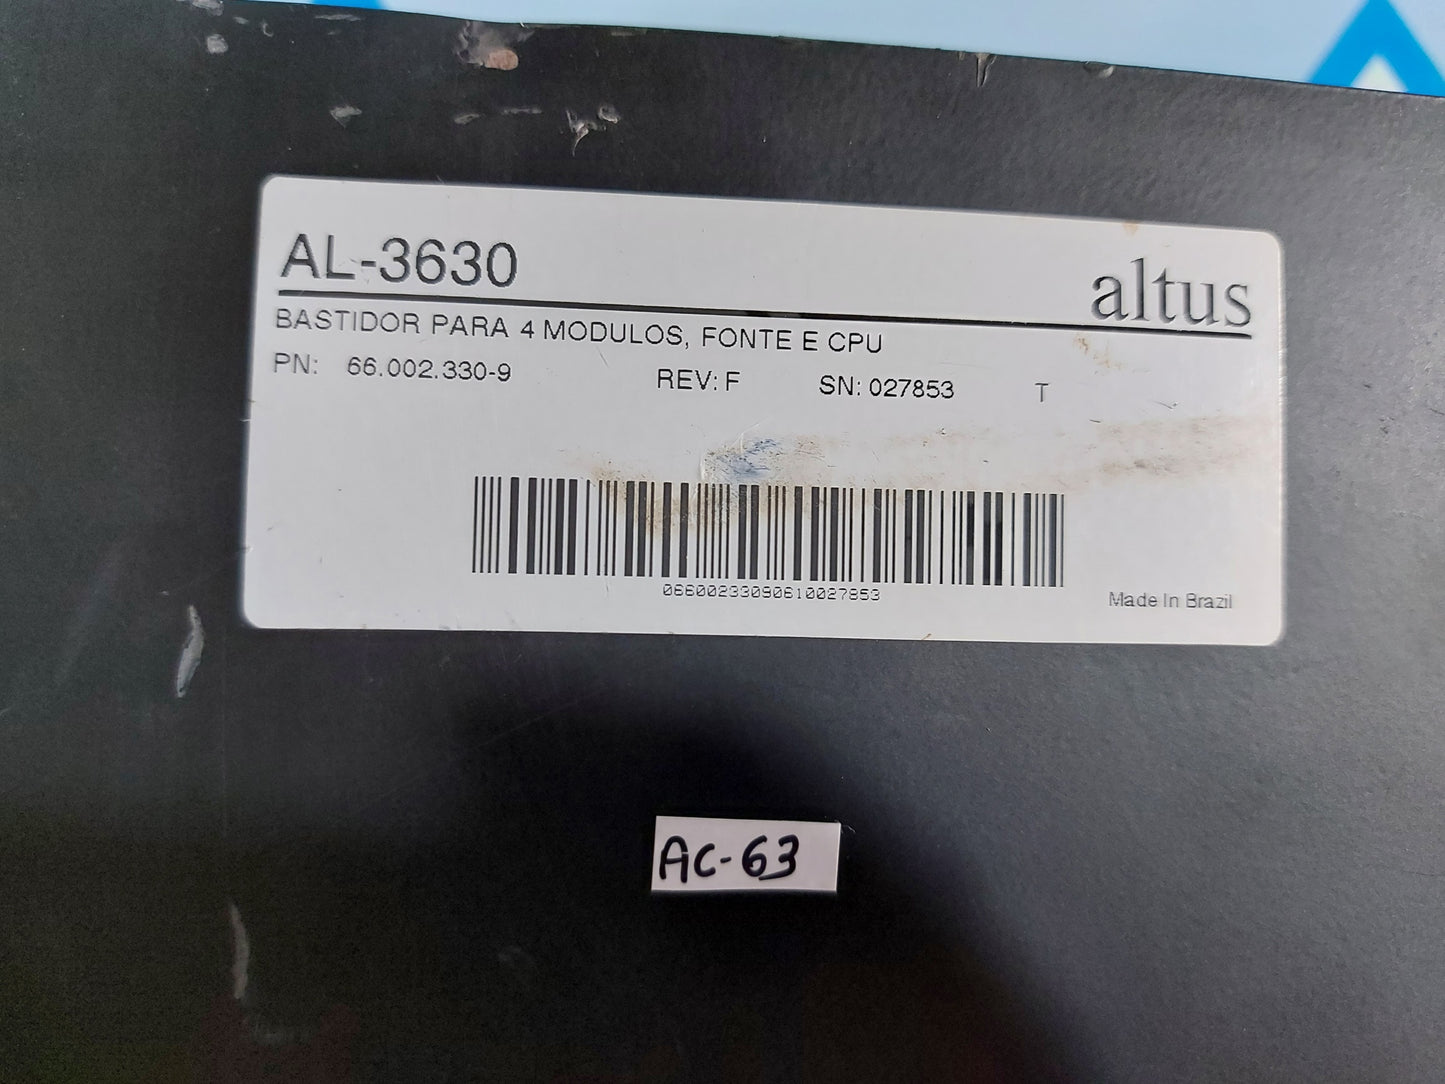 AL-3630
altus
BASTIDOR PARA 4 MODULOS, FONTE E CPU
PN: 66.002.330-9 REV: F SN: 027853 T
06600233090610027853
Made In Brazil
AC-63